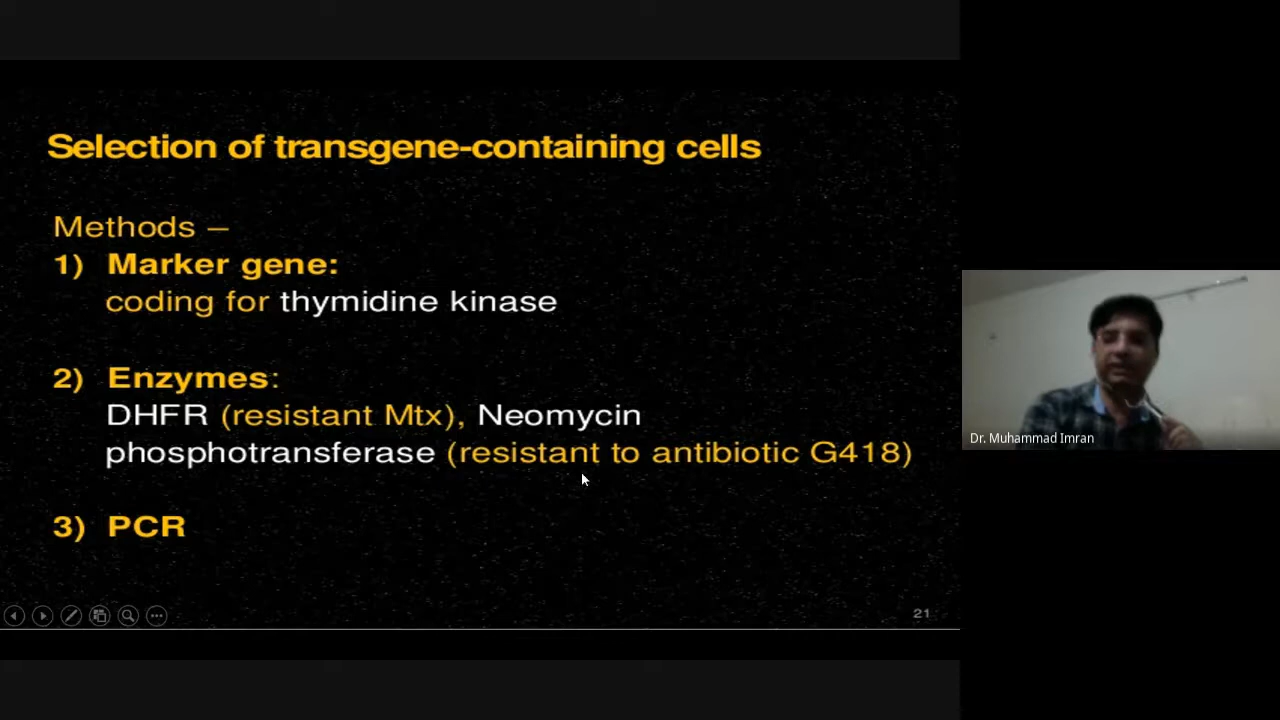 Selection of transgene-containing cells
Methods –
1) Marker gene:
coding for thymidine kinase
2) Enzymes:
DHFR (resistant Mtx), Neomycin
phosphotransferase (resistant to antibiotic G418)
3) PCR
21
Dr. Muhammad Imran